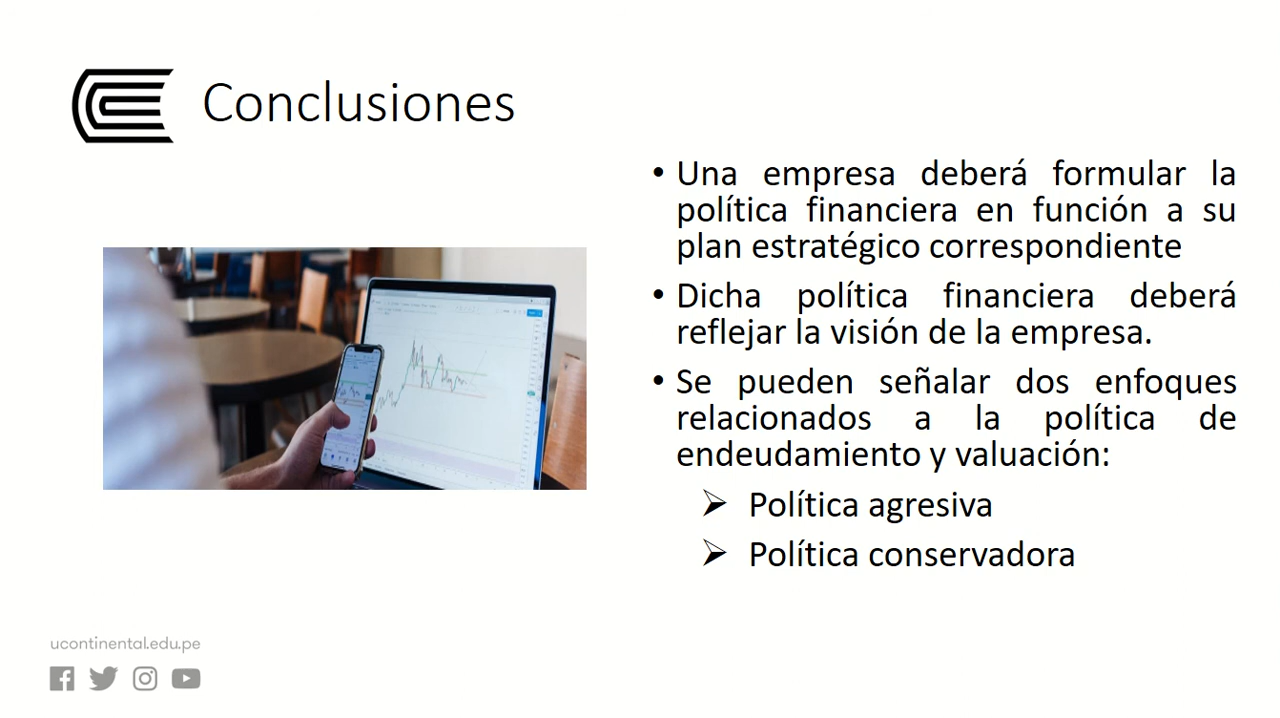 Conclusiones
• Una empresa deberá formular la
política financiera en función a su
plan estratégico correspondiente
• Dicha política financiera deberá
reflejar la visión de la empresa.
• Se pueden señalar dos enfoques
relacionados a la política de
endeudamiento y valuación:
➢ Política agresiva
➢ Política conservadora
ucontinental.edu.pe